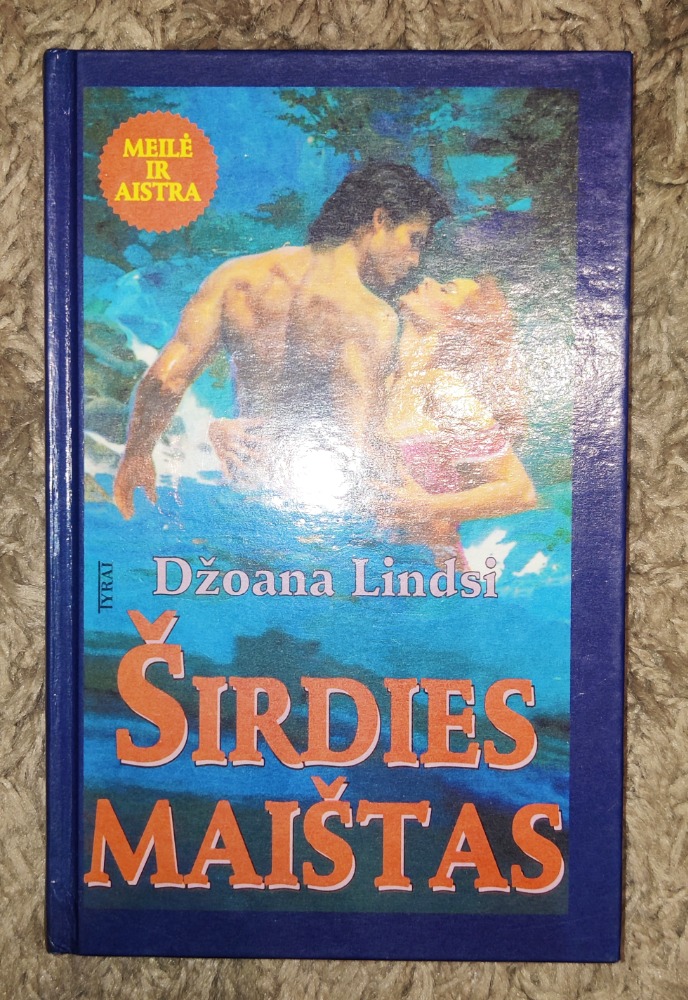 MEILĖ
IR
AISTRA
TYRAI
Džoana Lindsi
ŠIRDIES
MAIŠTAS